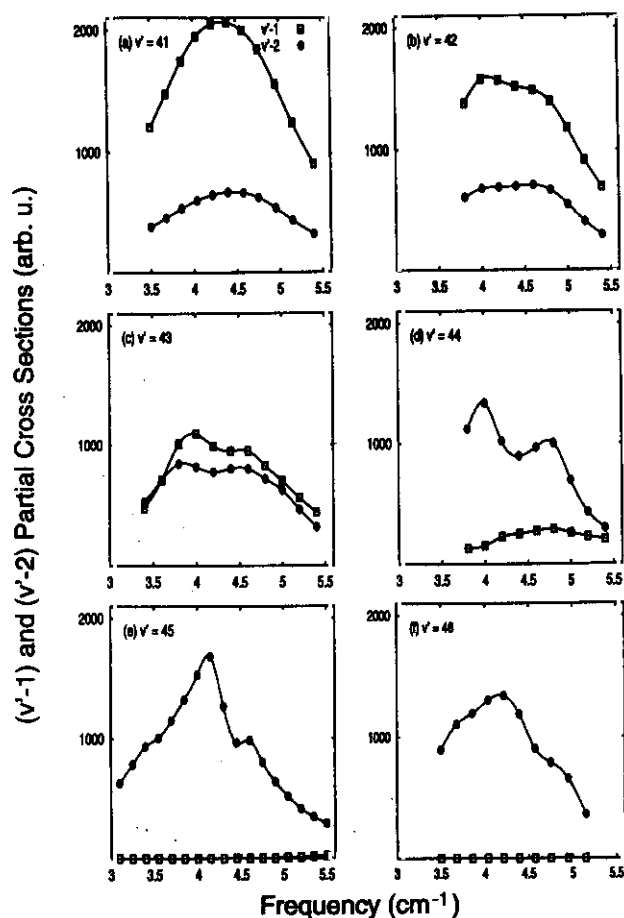 (v'-1) and (v'-2) Partial Cross Sections (arb. u.)
2000
1000
(a) v' = 41
v'-1
v'-2
3 3.5 4 4.5 5 5.5
2000
1000
(b) v' = 42
3 3.5 4 4.5 5 5.5
2000
1000
(c) v' = 43
3 3.5 4 4.5 5 5.5
2000
1000
(d) v' = 44
3 3.5 4 4.5 5 5.5
2000
1000
(e) v' = 45
3 3.5 4 4.5 5 5.5
2000
1000
(f) v' = 46
3 3.5 4 4.5 5 5.5
Frequency (cm⁻¹)